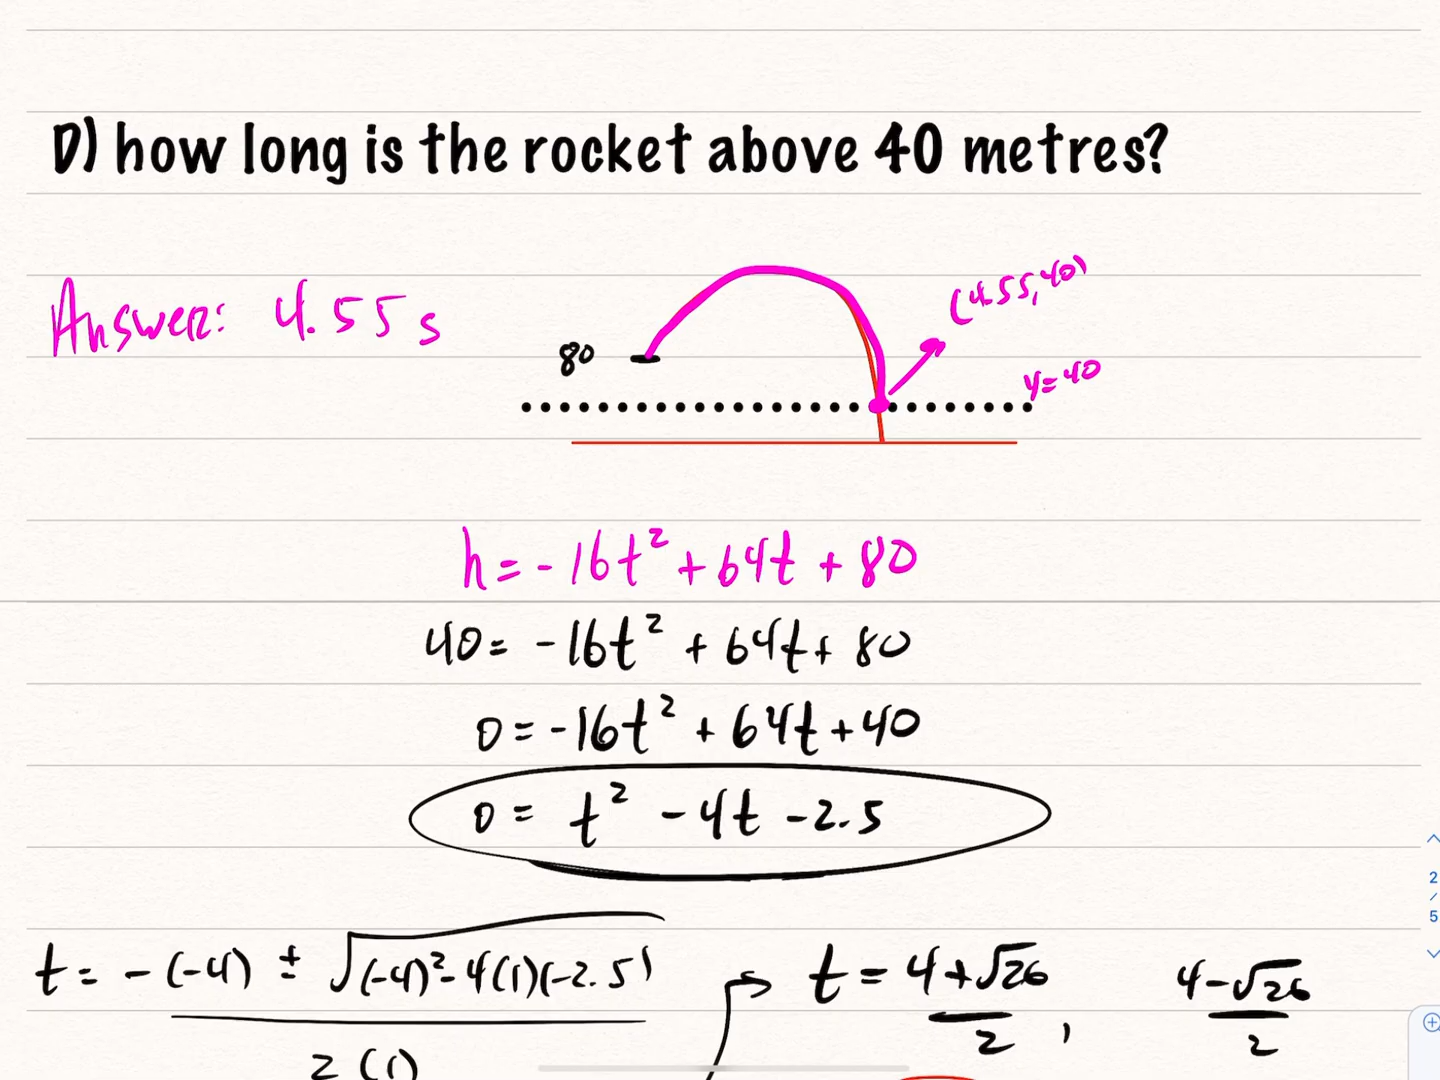 D) how long is the rocket above 40 metres?
Answer: 4.55 s
(4.55, 40)
80
y=40
h = -16t² + 64t + 80
40 = -16t² + 64t + 80
0 = -16t² + 64t + 40
0 = t² - 4t - 2.5
t = -(-4) ± √(-4)² - 4(1)(-2.5)
2(1)
t = 4+√26
2
,
4-√26
2
2
/
5